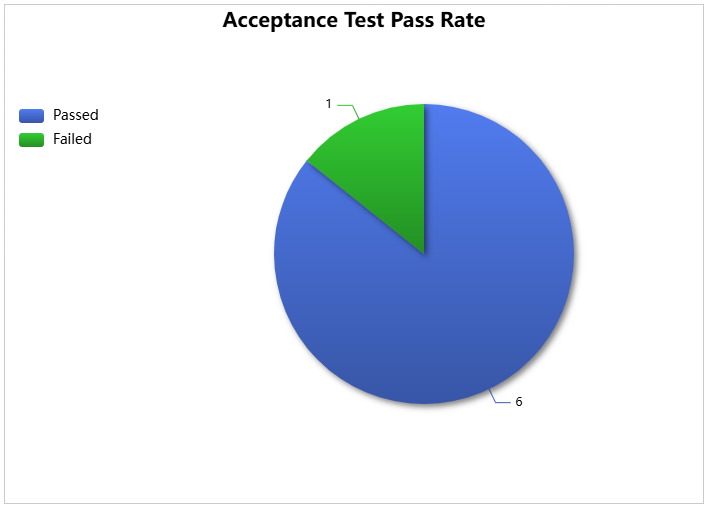 Acceptance Test Pass Rate
Passed
Failed
1
6